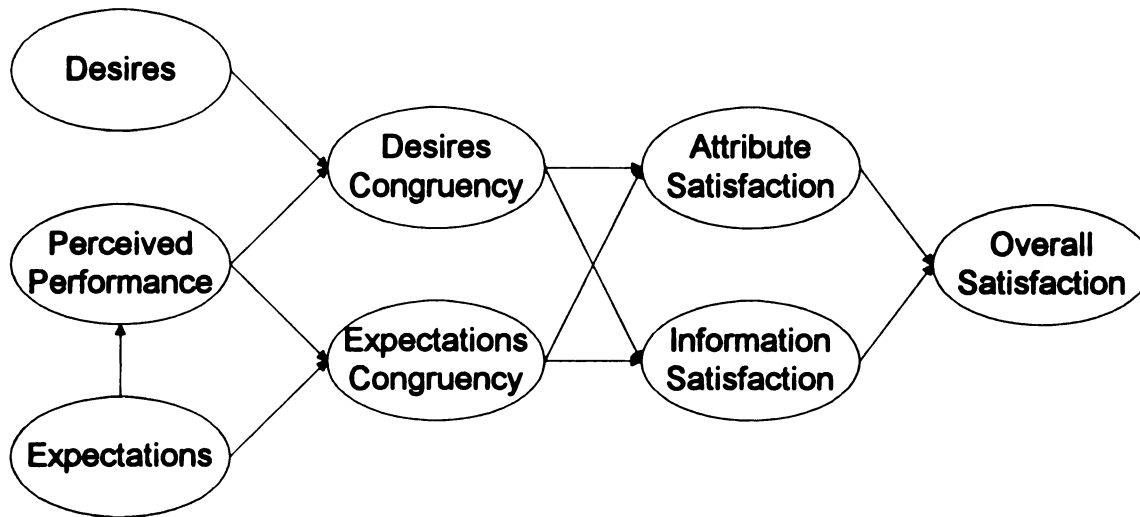 Desires
Desires
Congruency
Attribute
Satisfaction
Perceived
Performance
Overall
Satisfaction
Expectations
Congruency
Information
Satisfaction
Expectations